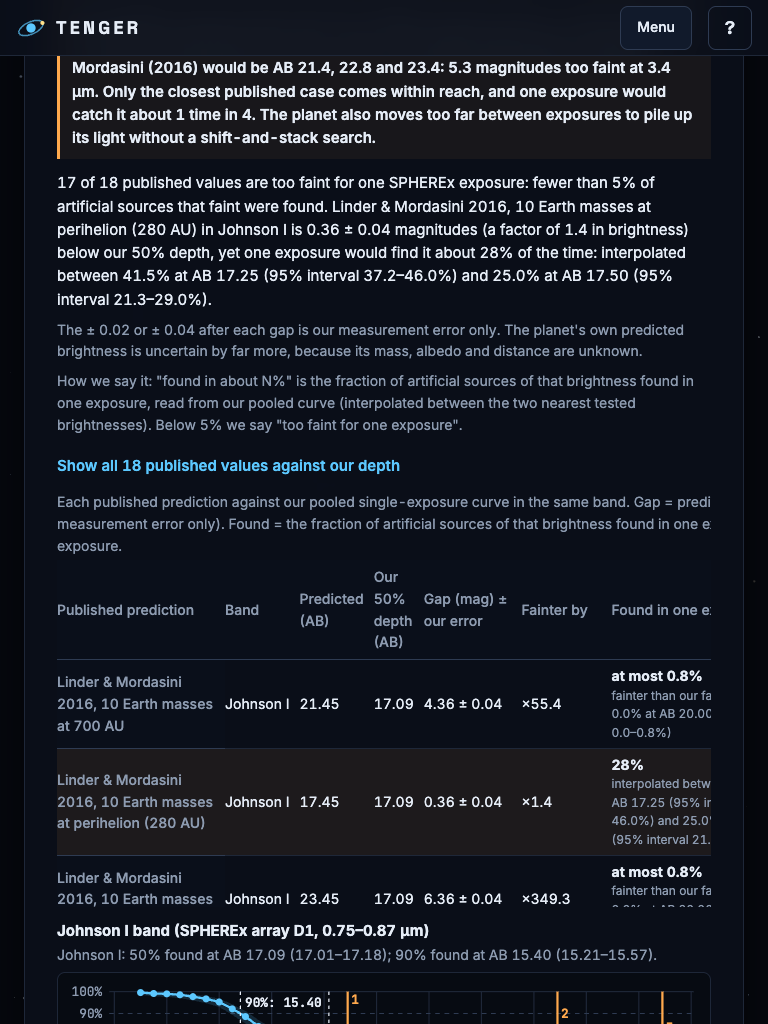 TENGER
Menu
?
Mordasini (2016) would be AB 21.4, 22.8 and 23.4: 5.3 magnitudes too faint at 3.4
µm. Only the closest published case comes within reach, and one exposure would
catch it about 1 time in 4. The planet also moves too far between exposures to pile up
its light without a shift-and-stack search.
17 of 18 published values are too faint for one SPHEREx exposure: fewer than 5% of
artificial sources that faint were found. Linder & Mordasini 2016, 10 Earth masses at
perihelion (280 AU) in Johnson I is 0.36 ± 0.04 magnitudes (a factor of 1.4 in brightness)
below our 50% depth, yet one exposure would find it about 28% of the time: interpolated
between 41.5% at AB 17.25 (95% interval 37.2–46.0%) and 25.0% at AB 17.50 (95%
interval 21.3–29.0%).
The ± 0.02 or ± 0.04 after each gap is our measurement error only. The planet's own predicted
brightness is uncertain by far more, because its mass, albedo and distance are unknown.
How we say it: "found in about N%" is the fraction of artificial sources of that brightness found in
one exposure, read from our pooled curve (interpolated between the two nearest tested
brightnesses). Below 5% we say "too faint for one exposure".
Show all 18 published values against our depth
Each published prediction against our pooled single-exposure curve in the same band. Gap = predi
measurement error only). Found = the fraction of artificial sources of that brightness found in one e
exposure.
Published prediction Band Predicted (AB) Our 50% depth (AB) Gap (mag) ± our error Fainter by Found in one e
Linder & Mordasini
2016, 10 Earth masses
at 700 AU
Johnson I 21.45 17.09 4.36 ± 0.04 ×55.4
at most 0.8%
fainter than our fa
0.0% at AB 20.00
0.0–0.8%)
Linder & Mordasini
2016, 10 Earth masses
at perihelion (280 AU)
Johnson I 17.45 17.09 0.36 ± 0.04 ×1.4
28%
interpolated betw
AB 17.25 (95% in
46.0%) and 25.0%
(95% interval 21.
Linder & Mordasini
2016, 10 Earth masses
Johnson I 23.45 17.09 6.36 ± 0.04 ×349.3
at most 0.8%
fainter than our fa
Johnson I band (SPHEREx array D1, 0.75–0.87 µm)
Johnson I: 50% found at AB 17.09 (17.01–17.18); 90% found at AB 15.40 (15.21–15.57).
100%
90%
90%: 15.40
1
2